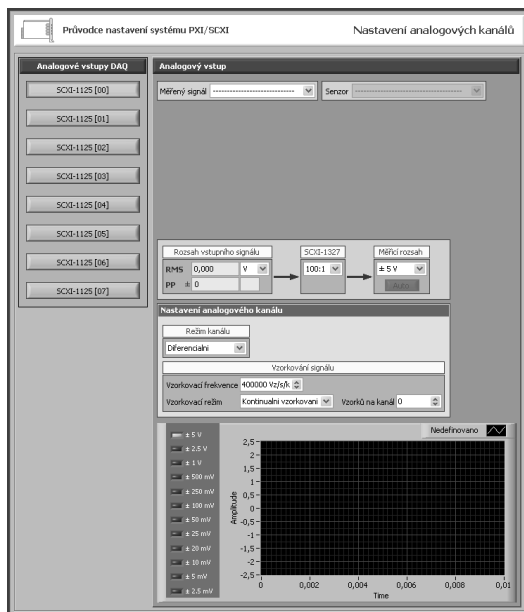 Průvodce nastavení systému PXI/SCXI
Nastavení analogových kanálů
Analogové vstupy DAQ
SCXI-1125 [00]
SCXI-1125 [01]
SCXI-1125 [02]
SCXI-1125 [03]
SCXI-1125 [04]
SCXI-1125 [05]
SCXI-1125 [06]
SCXI-1125 [07]
Analogový vstup
Měřený signál ---------------------------- Senzor ------------------------------------
Rozsah vstupního signálu
RMS 0,000 V
PP ± 0
SCXI-1327
100:1
Měřicí rozsah
± 5 V
Auto
Nastavení analogového kanálu
Režim kanálu
Diferencialni
Vzorkování signálu
Vzorkovací frekvence 400000 Vz/s/k
Vzorkovací režim Kontinualni vzorkovani Vzorků na kanál 0
Nedefinovano
± 5 V
± 2.5 V
± 1 V
± 500 mV
± 250 mV
± 100 mV
± 50 mV
± 25 mV
± 20 mV
± 10 mV
± 5 mV
± 2.5 mV
Amplitude
2,5
2
1,5
1
0,5
0
-0,5
-1
-1,5
-2
-2,5
0 0,002 0,004 0,006 0,008 0,01
Time